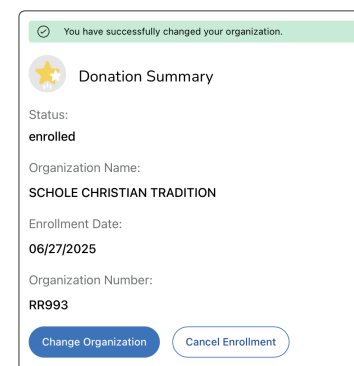 You have successfully changed your organization.
Donation Summary
Status:
enrolled
Organization Name:
SCHOLE CHRISTIAN TRADITION
Enrollment Date:
06/27/2025
Organization Number:
RR993
Change Organization
Cancel Enrollment